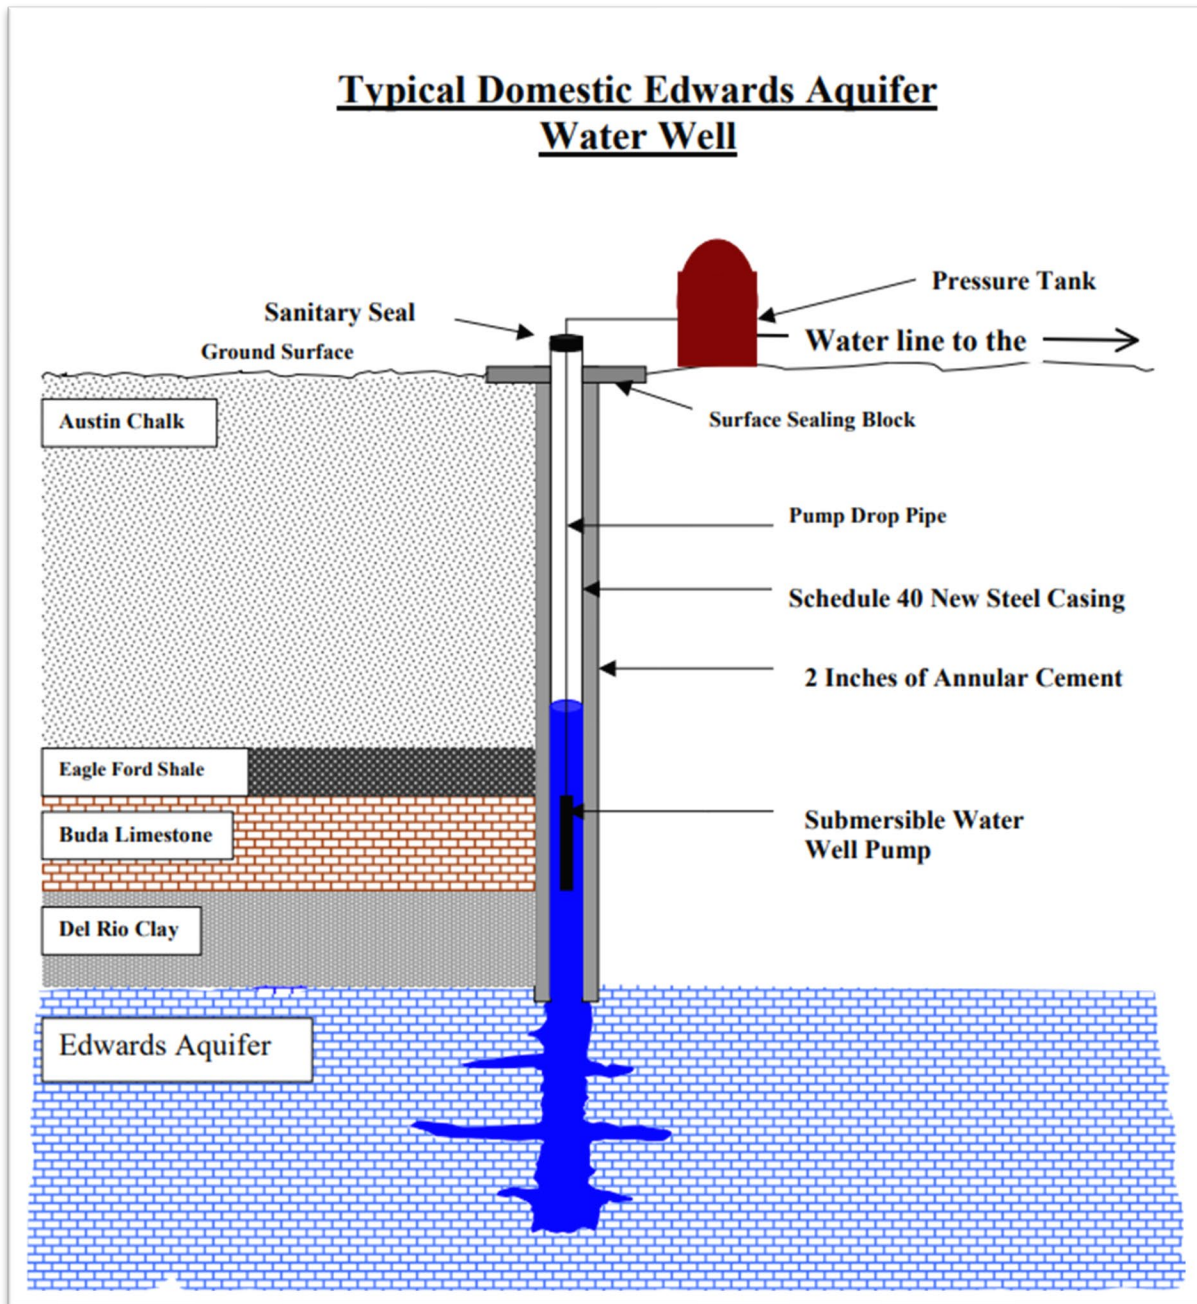 Typical Domestic Edwards Aquifer
Water Well
Pressure Tank
Sanitary Seal
Water line to the
Ground Surface
Austin Chalk
Surface Sealing Block
Pump Drop Pipe
Schedule 40 New Steel Casing
2 Inches of Annular Cement
Eagle Ford Shale
Buda Limestone
Submersible Water
Well Pump
Del Rio Clay
Edwards Aquifer